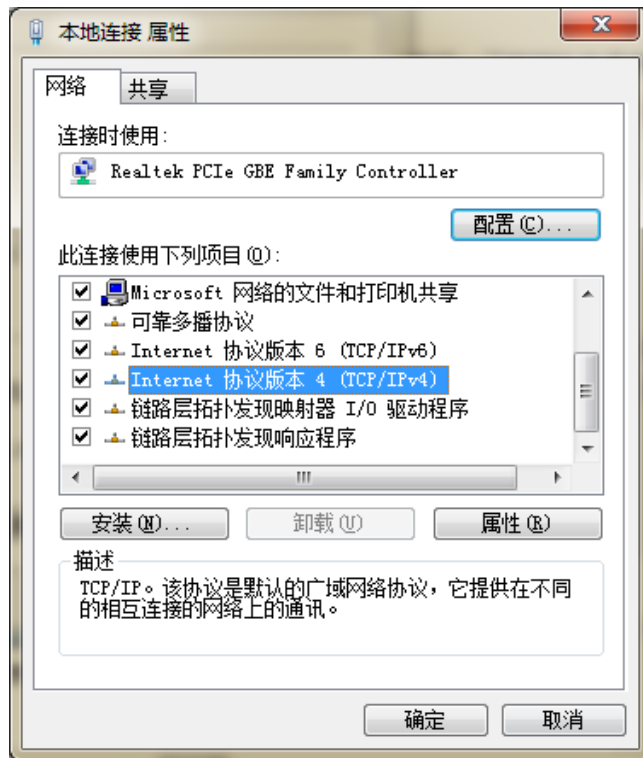 本地连接 属性
网络
共享
连接时使用:
Realtek PCIe GBE Family Controller
配置(C)...
此连接使用下列项目(O):
Microsoft 网络的文件和打印机共享
可靠多播协议
Internet 协议版本 6 (TCP/IPv6)
Internet 协议版本 4 (TCP/IPv4)
链路层拓扑发现映射器 I/O 驱动程序
链路层拓扑发现响应程序
安装(N)...
卸载(U)
属性(R)
描述
TCP/IP。该协议是默认的广域网络协议，它提供在不同
的相互连接的网络上的通讯。
确定
取消